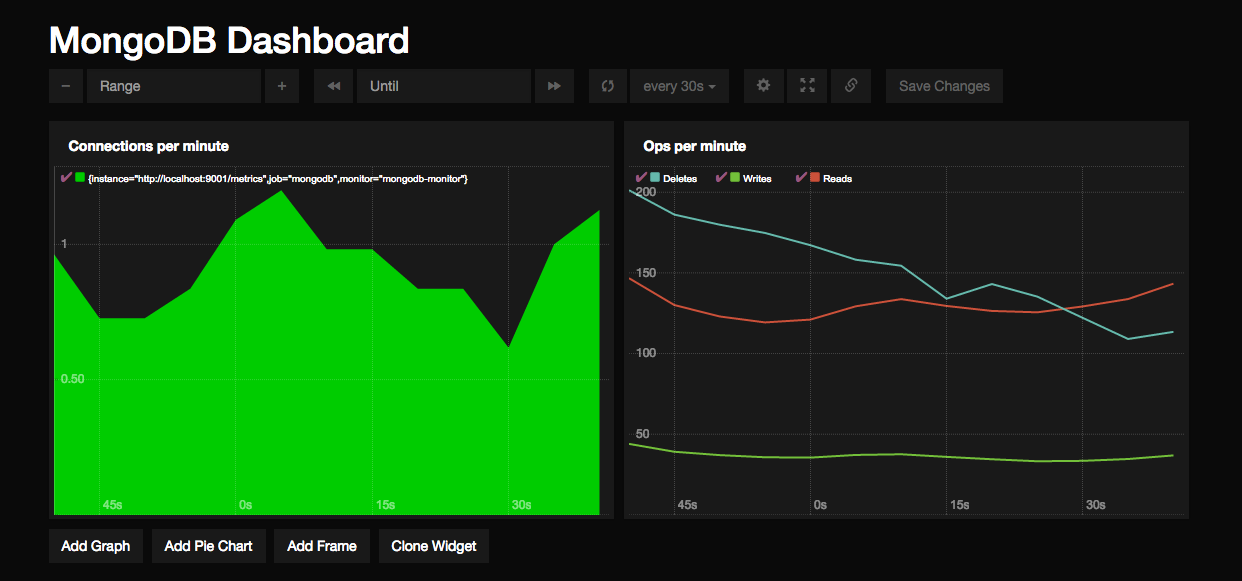 MongoDB Dashboard
− Range + Until every 30s Save Changes
Connections per minute
{instance="http://localhost:9001/metrics",job="mongodb",monitor="mongodb-monitor"}
1
0.50
45s 0s 15s 30s
Ops per minute
Deletes Writes Reads
200
150
100
50
45s 0s 15s 30s
Add Graph Add Pie Chart Add Frame Clone Widget